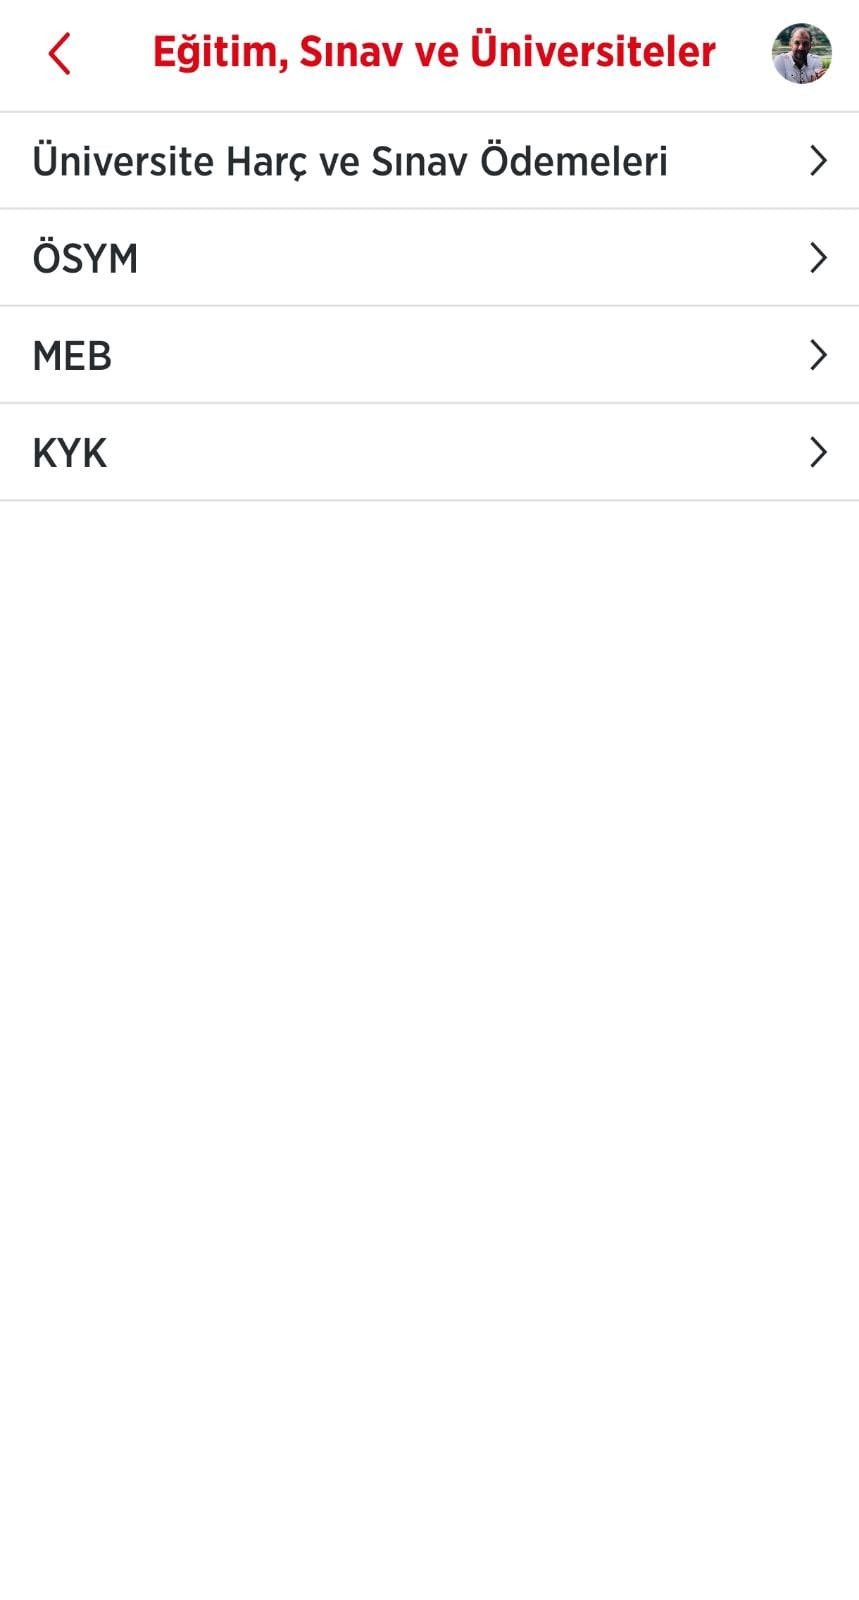 Eğitim, Sınav ve Üniversiteler
Üniversite Harç ve Sınav Ödemeleri
ÖSYM
MEB
KYK